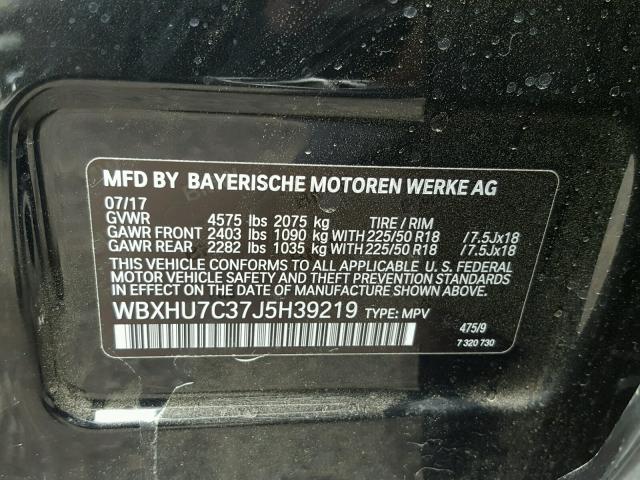 MFD BY BAYERISCHE MOTOREN WERKE AG
07/17
GVWR 4575 lbs 2075 kg TIRE / RIM
GAWR FRONT 2403 lbs 1090 kg WITH 225/50 R18 /7.5Jx18
GAWR REAR 2282 lbs 1035 kg WITH 225/50 R18 /7.5Jx18
THIS VEHICLE CONFORMS TO ALL APPLICABLE U. S. FEDERAL
MOTOR VEHICLE SAFETY AND THEFT PREVENTION STANDARDS
IN EFFECT ON THE DATE OF MANUFACTURE SHOWN ABOVE.
WBXHU7C37J5H39219 TYPE: MPV
475/9
7 320 730